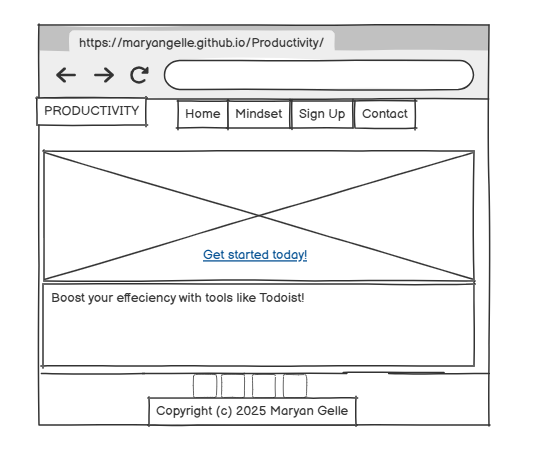 https://maryangelle.github.io/Productivity/
PRODUCTIVITY
Home Mindset Sign Up Contact
Get started today!
Boost your effeciency with tools like Todoist!
Copyright (c) 2025 Maryan Gelle